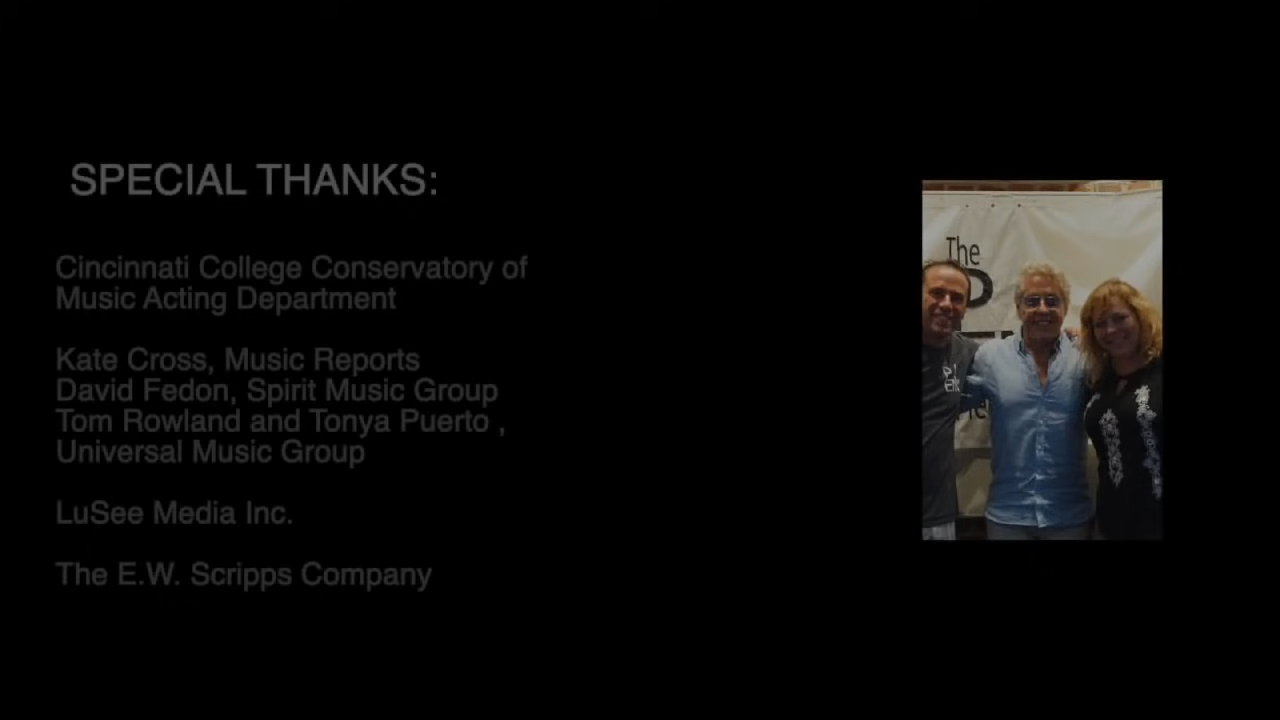 SPECIAL THANKS:
Cincinnati College Conservatory of
Music Acting Department
Kate Cross, Music Reports
David Fedon, Spirit Music Group
Tom Rowland and Tonya Puerto ,
Universal Music Group
LuSee Media Inc.
The E.W. Scripps Company
The